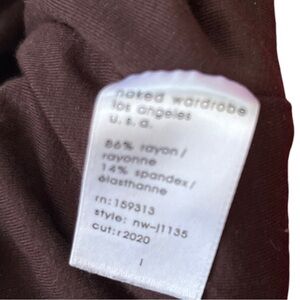 naked wardrobe
los angeles
u.s.a.
86% rayon/
rayonne
14% spandex/
élasthanne
rn:159313
style: nw-j1135
cut:r2020